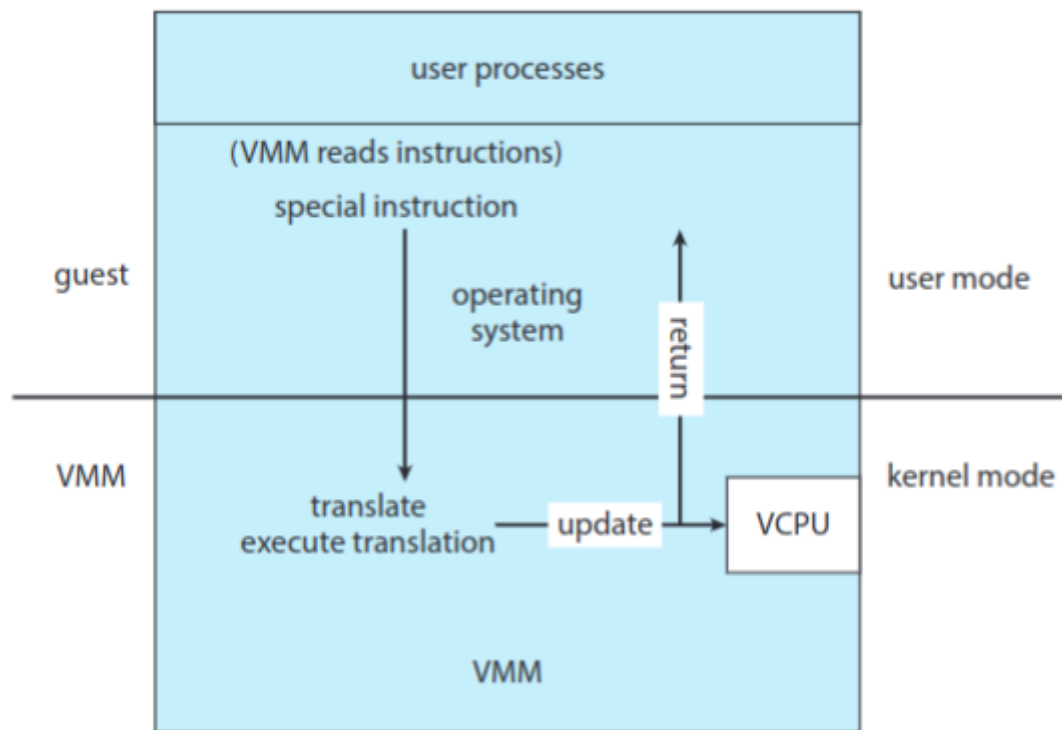 user processes
(VMM reads instructions)
special instruction
guest
operating
system
return
user mode
VMM
kernel mode
translate
execute translation
update
VCPU
VMM